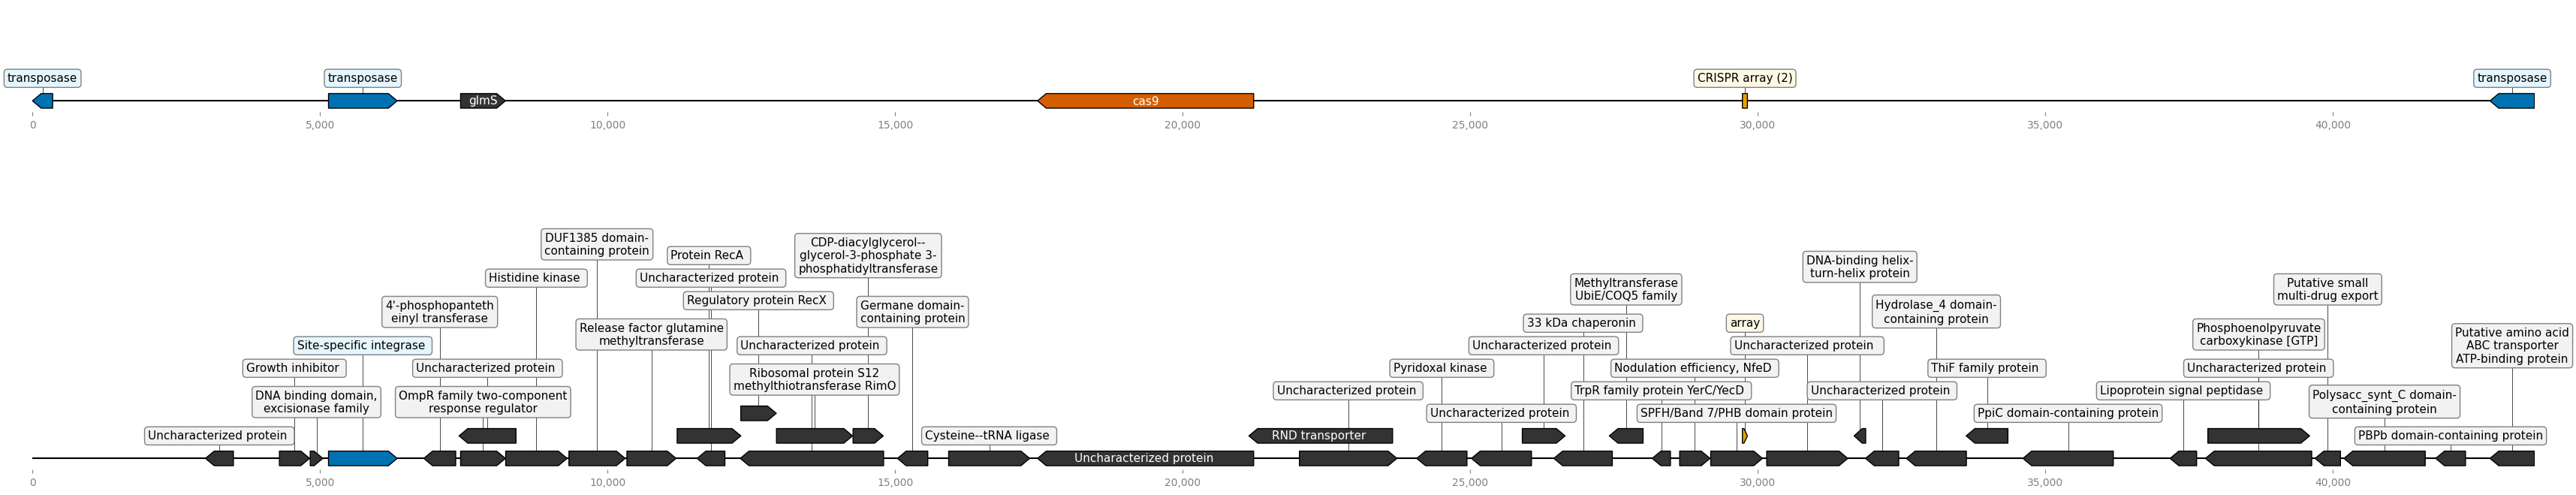 transposase
transposase
CRISPR array (2)
transposase
glmS
cas9
0
5,000
10,000
15,000
20,000
25,000
30,000
35,000
40,000
DUF1385 domain-
containing protein
CDP-diacylglycerol--
glycerol-3-phosphate 3-
phosphatidyltransferase
Protein RecA
DNA-binding helix-
turn-helix protein
Histidine kinase
Uncharacterized protein
Methyltransferase
UbiE/COQ5 family
Putative small
multi-drug export
Regulatory protein RecX
4'-phosphopanteth
einyl transferase
Germane domain-
containing protein
Hydrolase_4 domain-
containing protein
Release factor glutamine
methyltransferase
33 kDa chaperonin
array
Phosphoenolpyruvate
carboxykinase [GTP]
Putative amino acid
ABC transporter
ATP-binding protein
Site-specific integrase
Uncharacterized protein
Uncharacterized protein
Uncharacterized protein
Growth inhibitor
Uncharacterized protein
Ribosomal protein S12
methylthiotransferase RimO
Pyridoxal kinase
Nodulation efficiency, NfeD
ThiF family protein
Uncharacterized protein
DNA binding domain,
excisionase family
OmpR family two-component
response regulator
Uncharacterized protein
TrpR family protein YerC/YecD
Uncharacterized protein
Lipoprotein signal peptidase
Polysacc_synt_C domain-
containing protein
Uncharacterized protein
SPFH/Band 7/PHB domain protein
PpiC domain-containing protein
Uncharacterized protein
Cysteine--tRNA ligase
RND transporter
PBPb domain-containing protein
Uncharacterized protein
0
5,000
10,000
15,000
20,000
25,000
30,000
35,000
40,000